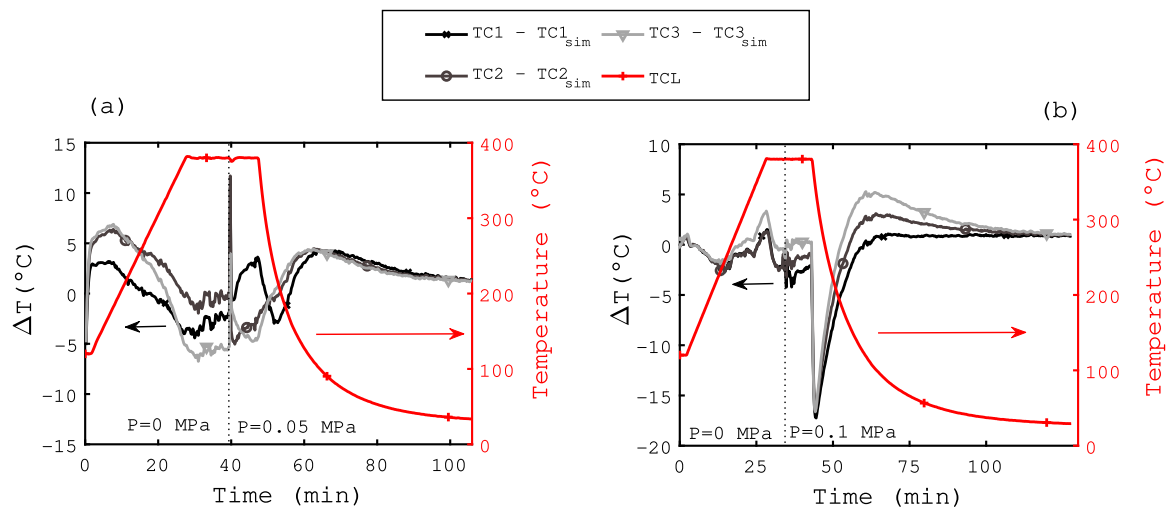 TC1 - TC1sim TC3 - TC3sim
TC2 - TC2sim TCL
(a)
15
10
5
0
-5
-10
-15
ΔT(°C)
400
300
200
100
0
Temperature (°C)
P=0 MPa
P=0.05 MPa
0 20 40 60 80 100
Time (min)
(b)
10
5
0
-5
-10
-15
-20
ΔT(°C)
400
300
200
100
0
Temperature (°C)
P=0 MPa
P=0.1 MPa
0 25 50 75 100
Time (min)